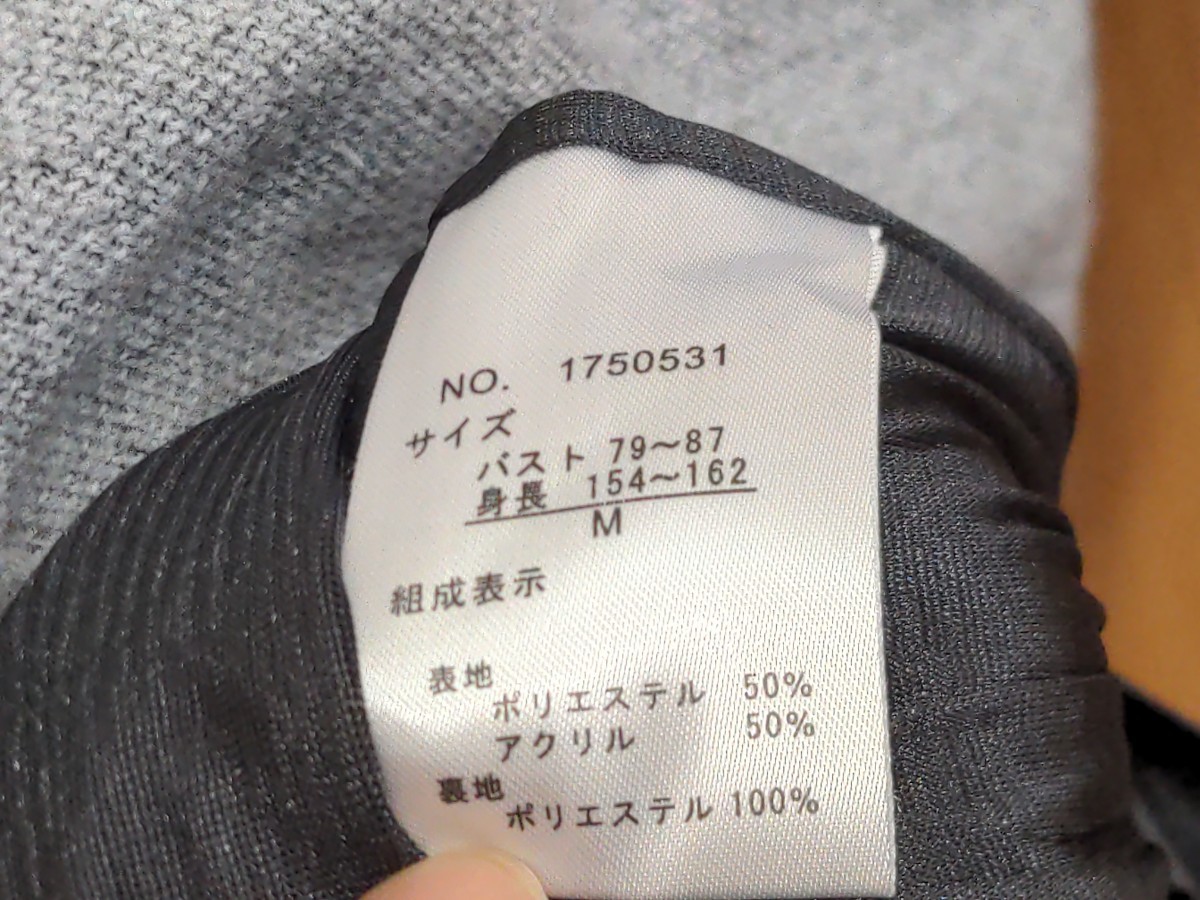 NO. 1750531
サイズ
バスト 79～87
身長 154～162
M
組成表示
表地
ポリエステル 50%
アクリル 50%
裏地
ポリエステル 100%